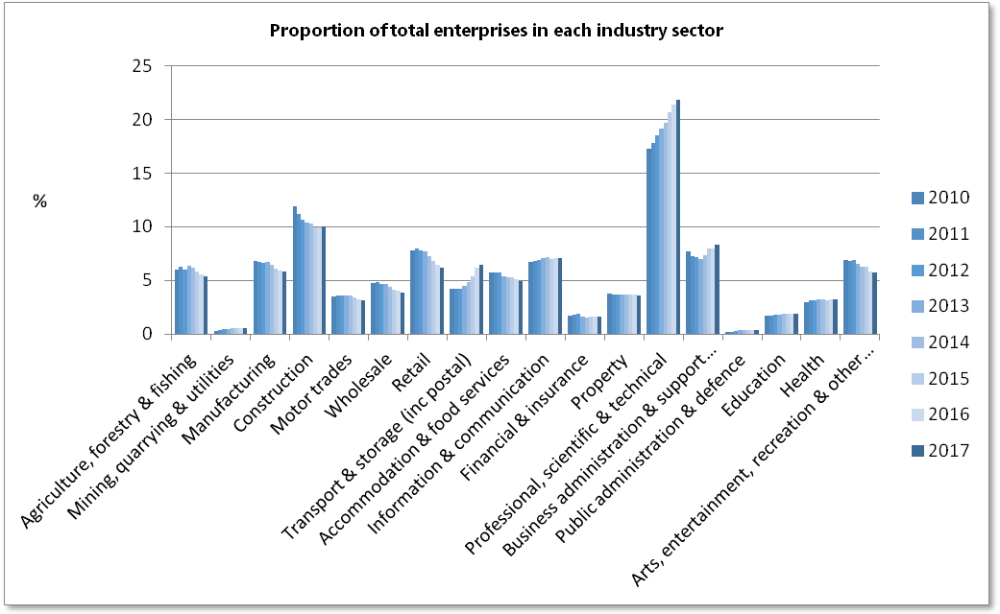 Proportion of total enterprises in each industry sector
25
20
15
10
5
0
%
Agriculture, forestry & fishing
Mining, quarrying & utilities
Manufacturing
Construction
Motor trades
Wholesale
Retail
Transport & storage (inc postal)
Accommodation & food services
Information & communication
Financial & insurance
Property
Professional, scientific & technical
Business administration & support...
Public administration & defence
Education
Health
Arts, entertainment, recreation & other...
2010
2011
2012
2013
2014
2015
2016
2017